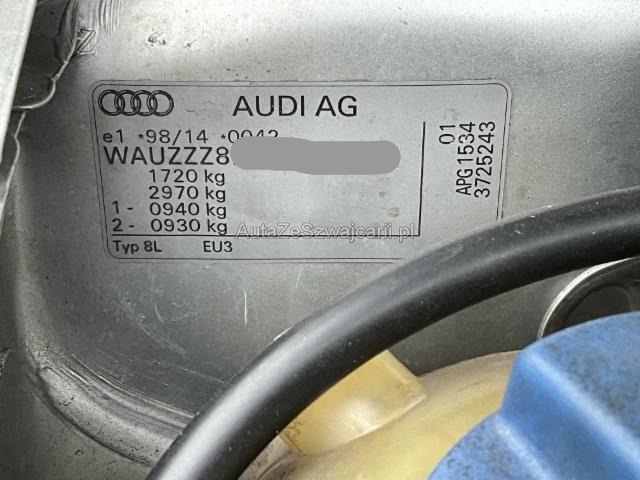 AUDI AG
e1 *98/14 *0042
WAUZZZ8
1720 kg
2970 kg
1- 0940 kg
2- 0930 kg
Typ 8L EU3
01
APG1534
3725243
AutaZeSzwajcarii.pl